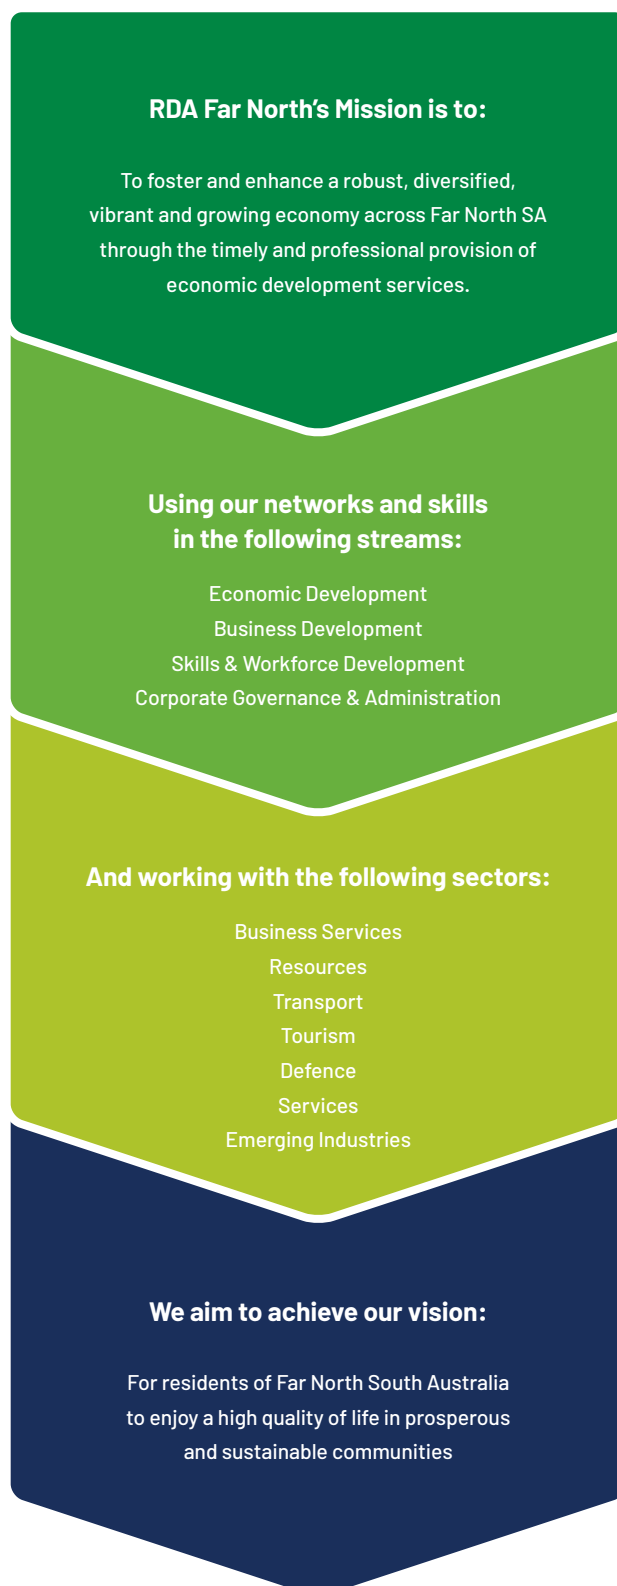 RDA Far North’s Mission is to:
To foster and enhance a robust, diversified,
vibrant and growing economy across Far North SA
through the timely and professional provision of
economic development services.
Using our networks and skills
in the following streams:
Economic Development
Business Development
Skills & Workforce Development
Corporate Governance & Administration
And working with the following sectors:
Business Services
Resources
Transport
Tourism
Defence
Services
Emerging Industries
We aim to achieve our vision:
For residents of Far North South Australia
to enjoy a high quality of life in prosperous
and sustainable communities